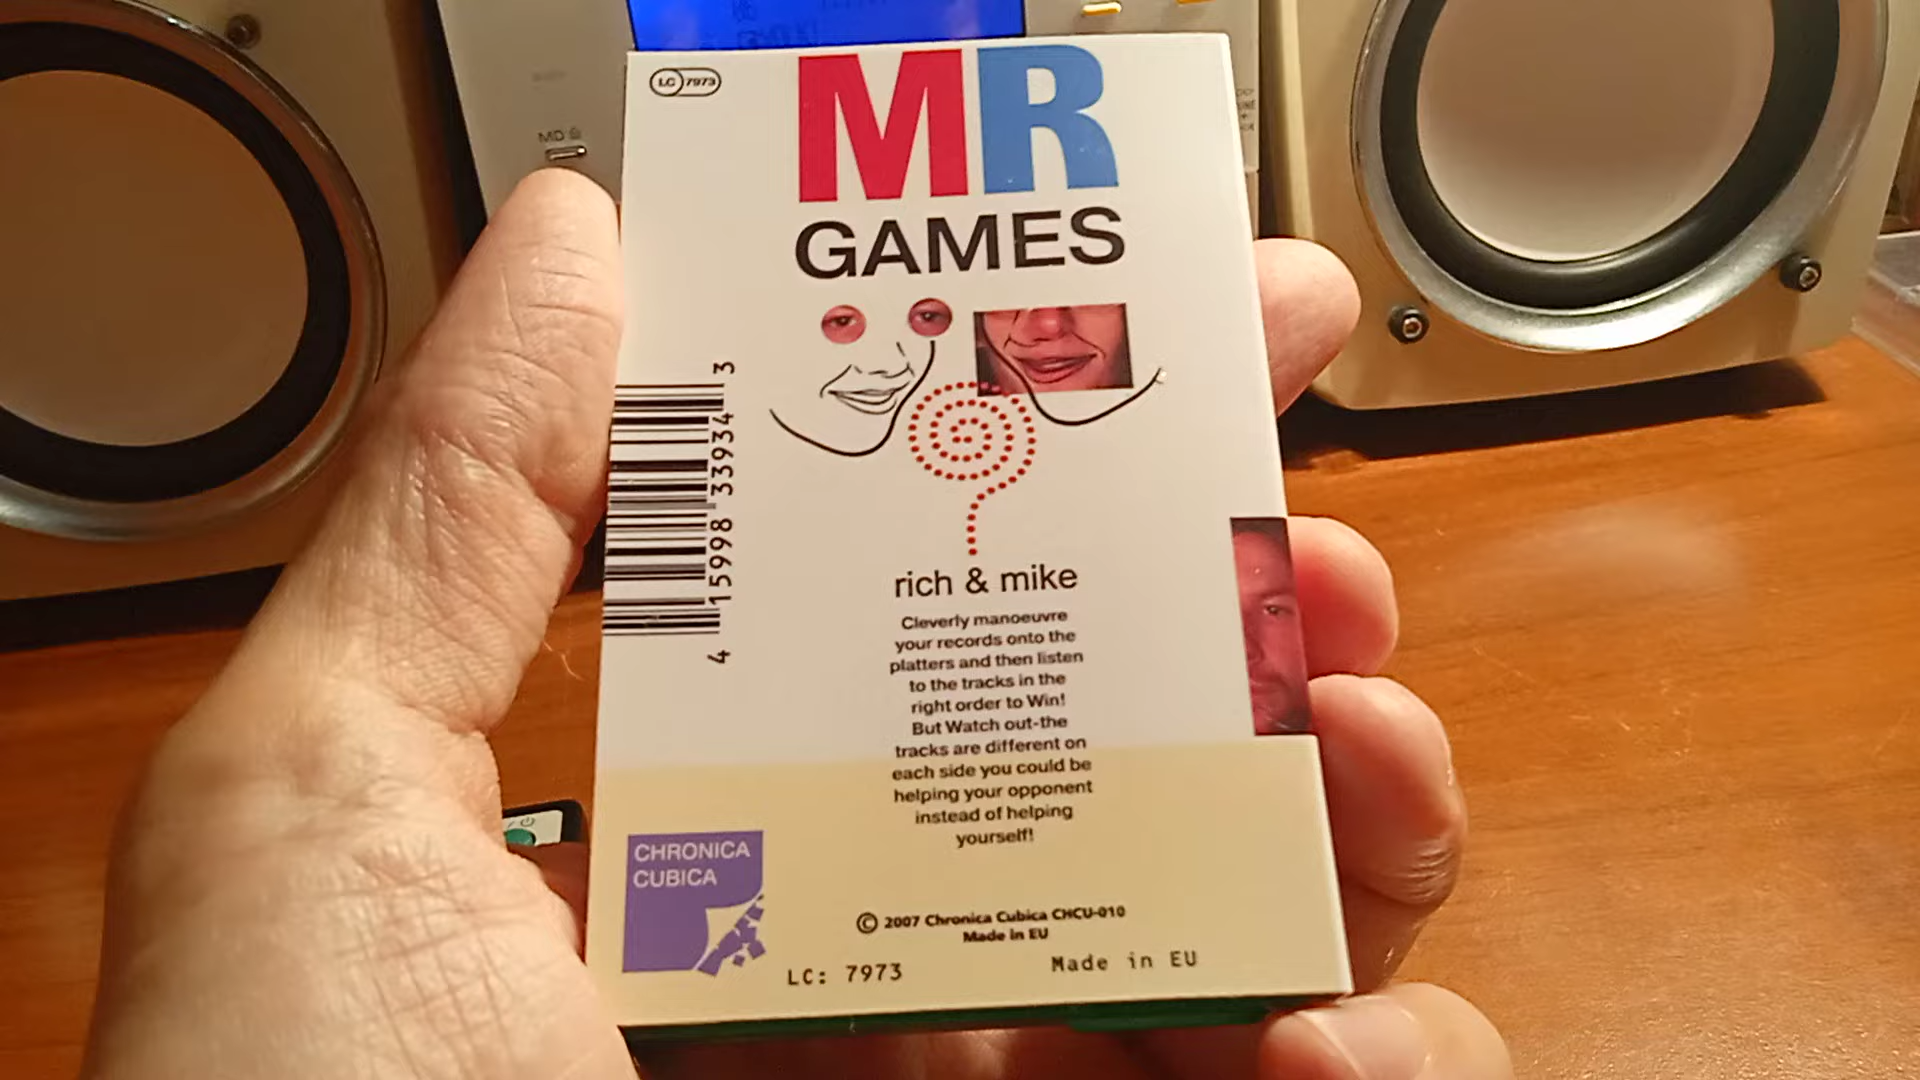 MD
LC 7973
MR
GAMES
4 15998 33934 3
rich & mike
Cleverly manoeuvre
your records onto the
platters and then listen
to the tracks in the
right order to Win!
But Watch out-the
tracks are different on
each side you could be
helping your opponent
instead of helping
yourself!
CHRONICA
CUBICA
© 2007 Chronica Cubica CHCU-010
Made in EU
LC: 7973
Made in EU